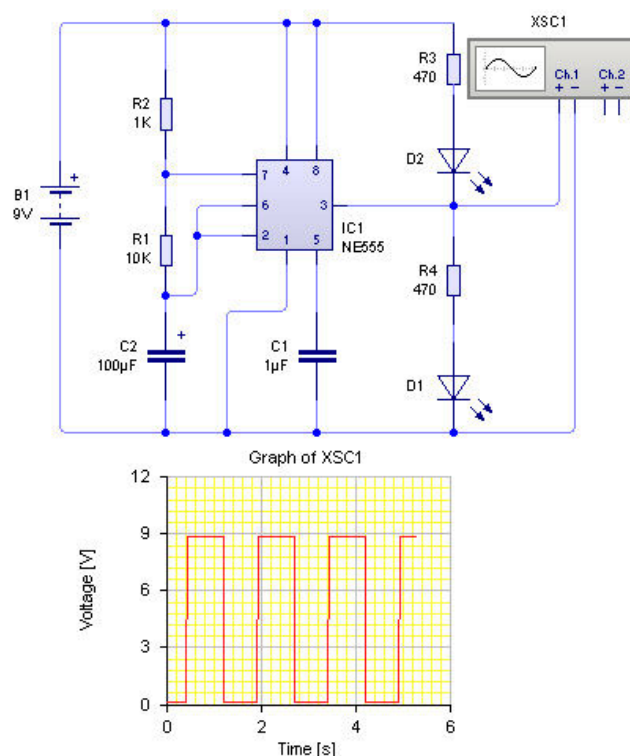 XSC1
R3
470
Ch.1
Ch.2
+ −
+ −
R2
1K
D2
B1
9V
+
7
4
8
6
3
2
1
5
IC1
NE555
R1
10K
R4
470
C2
100µF
+
C1
1µF
D1
Graph of XSC1
12
9
6
3
0
Voltage [V]
0
2
4
6
Time [s]